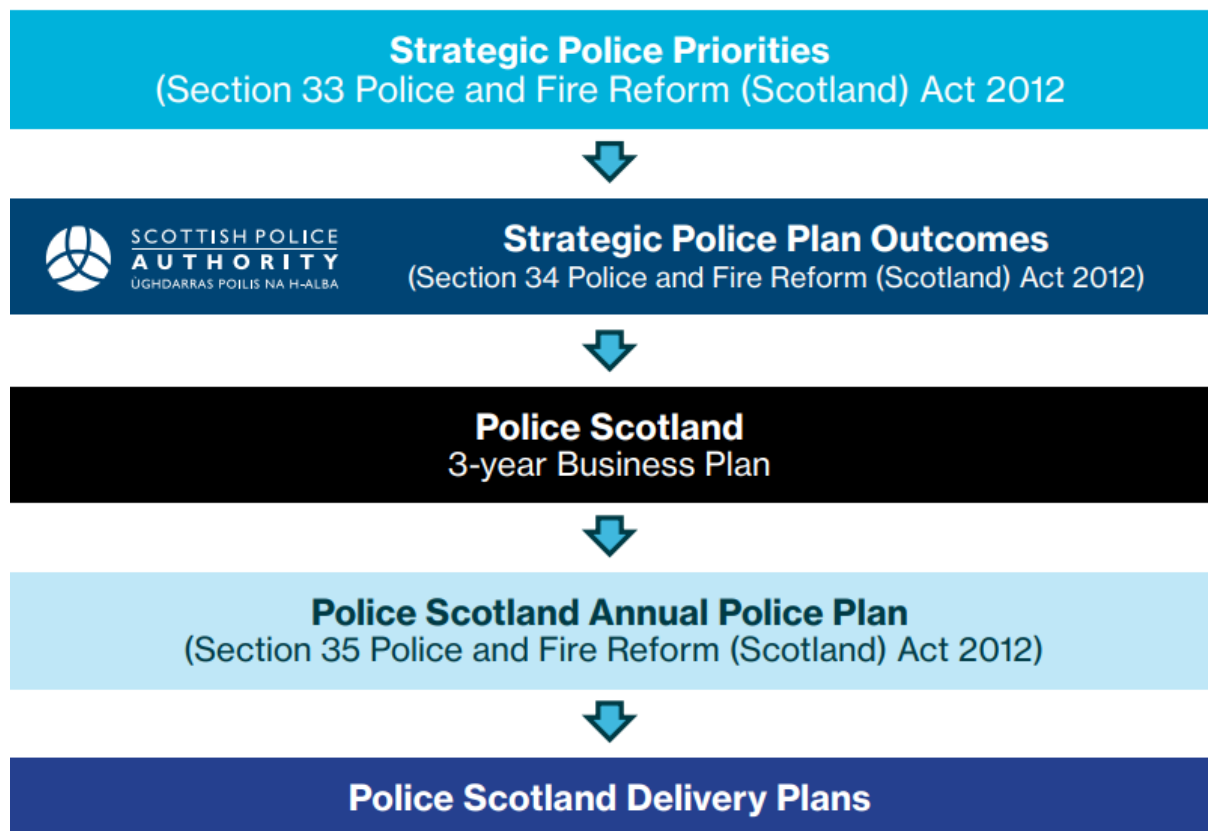 Strategic Police Priorities
(Section 33 Police and Fire Reform (Scotland) Act 2012
SCOTTISH POLICE
AUTHORITY
ÙGHDARRAS POILIS NA H-ALBA
Strategic Police Plan Outcomes
(Section 34 Police and Fire Reform (Scotland) Act 2012)
Police Scotland
3-year Business Plan
Police Scotland Annual Police Plan
(Section 35 Police and Fire Reform (Scotland) Act 2012)
Police Scotland Delivery Plans